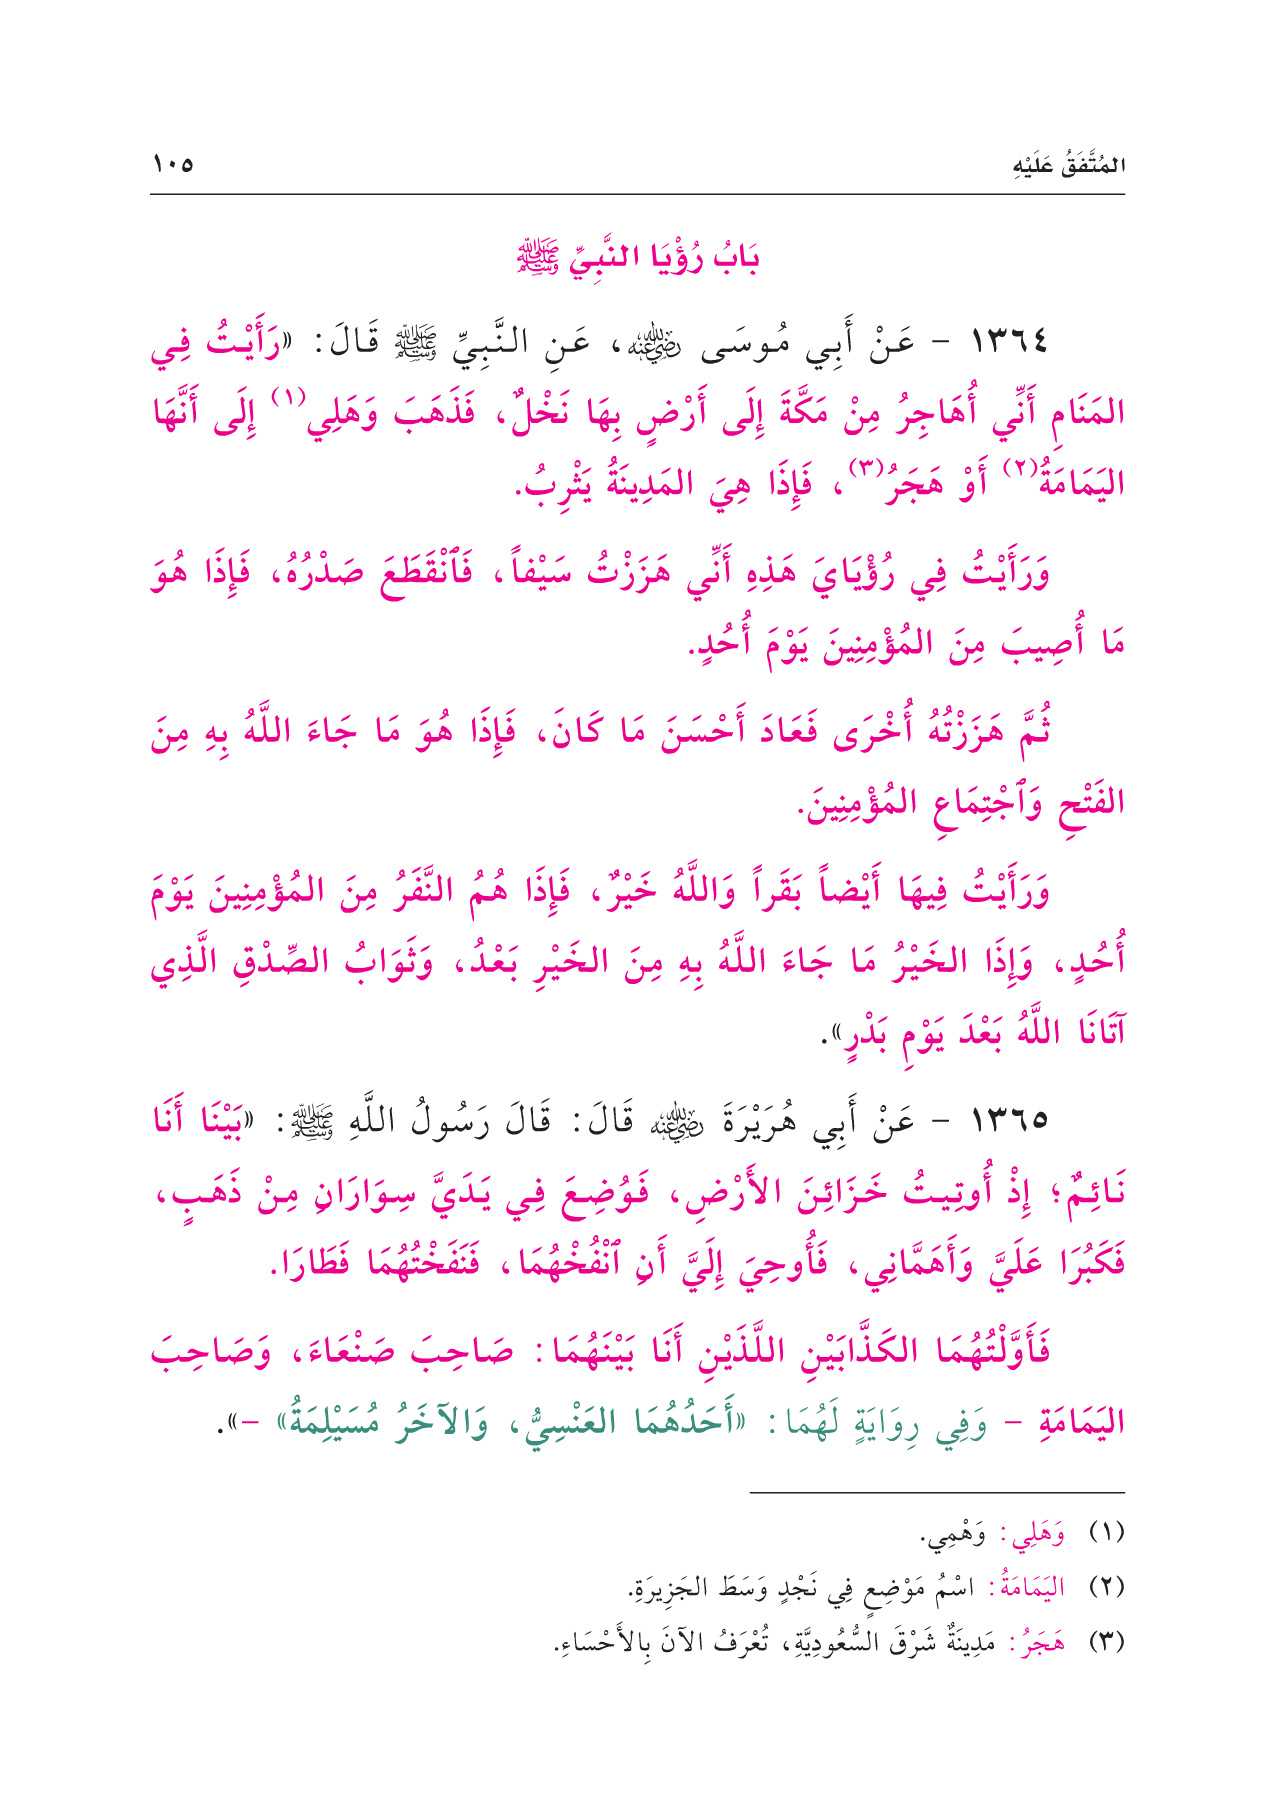 المُتَّفَقُ عَلَيْهِ ١٠٥
بَابُ رُؤْيَا النَّبِيِّ ﷺ
١٣٦٤ - عَنْ أَبِي مُوسَى رضي الله عنه، عَنِ النَّبِيِّ ﷺ قَالَ: «رَأَيْتُ فِي
المَنَامِ أَنِّي أُهَاجِرُ مِنْ مَكَّةَ إِلَى أَرْضٍ بِهَا نَخْلٌ، فَذَهَبَ وَهَلِي(١) إِلَى أَنَّهَا
اليَمَامَةُ(٢) أَوْ هَجَرُ(٣)، فَإِذَا هِيَ المَدِينَةُ يَثْرِبُ.
وَرَأَيْتُ فِي رُؤْيَايَ هَذِهِ أَنِّي هَزَزْتُ سَيْفاً، فَٱنْقَطَعَ صَدْرُهُ، فَإِذَا هُوَ
مَا أُصِيبَ مِنَ المُؤْمِنِينَ يَوْمَ أُحُدٍ.
ثُمَّ هَزَزْتُهُ أُخْرَى فَعَادَ أَحْسَنَ مَا كَانَ، فَإِذَا هُوَ مَا جَاءَ اللَّهُ بِهِ مِنَ
الفَتْحِ وَٱجْتِمَاعِ المُؤْمِنِينَ.
وَرَأَيْتُ فِيهَا أَيْضاً بَقَراً وَاللَّهُ خَيْرٌ، فَإِذَا هُمُ النَّفَرُ مِنَ المُؤْمِنِينَ يَوْمَ
أُحُدٍ، وَإِذَا الخَيْرُ مَا جَاءَ اللَّهُ بِهِ مِنَ الخَيْرِ بَعْدُ، وَثَوَابُ الصِّدْقِ الَّذِي
آتَانَا اللَّهُ بَعْدَ يَوْمِ بَدْرٍ».
١٣٦٥ - عَنْ أَبِي هُرَيْرَةَ رضي الله عنه قَالَ: قَالَ رَسُولُ اللَّهِ ﷺ: «بَيْنَا أَنَا
نَائِمٌ؛ إِذْ أُوتِيتُ خَزَائِنَ الأَرْضِ، فَوُضِعَ فِي يَدَيَّ سِوَارَانِ مِنْ ذَهَبٍ،
فَكَبُرَا عَلَيَّ وَأَهَمَّانِي، فَأُوحِيَ إِلَيَّ أَنِ ٱنْفُخْهُمَا، فَنَفَخْتُهُمَا فَطَارَا.
فَأَوَّلْتُهُمَا الكَذَّابَيْنِ اللَّذَيْنِ أَنَا بَيْنَهُمَا: صَاحِبَ صَنْعَاءَ، وَصَاحِبَ
اليَمَامَةِ - وَفِي رِوَايَةٍ لَهُمَا: «أَحَدُهُمَا العَنْسِيُّ، وَالآخَرُ مُسَيْلِمَةُ» -».
(١) وَهَلِي: وَهْمِي.
(٢) اليَمَامَةُ: اسْمُ مَوْضِعٍ فِي نَجْدٍ وَسَطَ الجَزِيرَةِ.
(٣) هَجَرُ: مَدِينَةٌ شَرْقَ السُّعُودِيَّةِ، تُعْرَفُ الآنَ بِالأَحْسَاءِ.